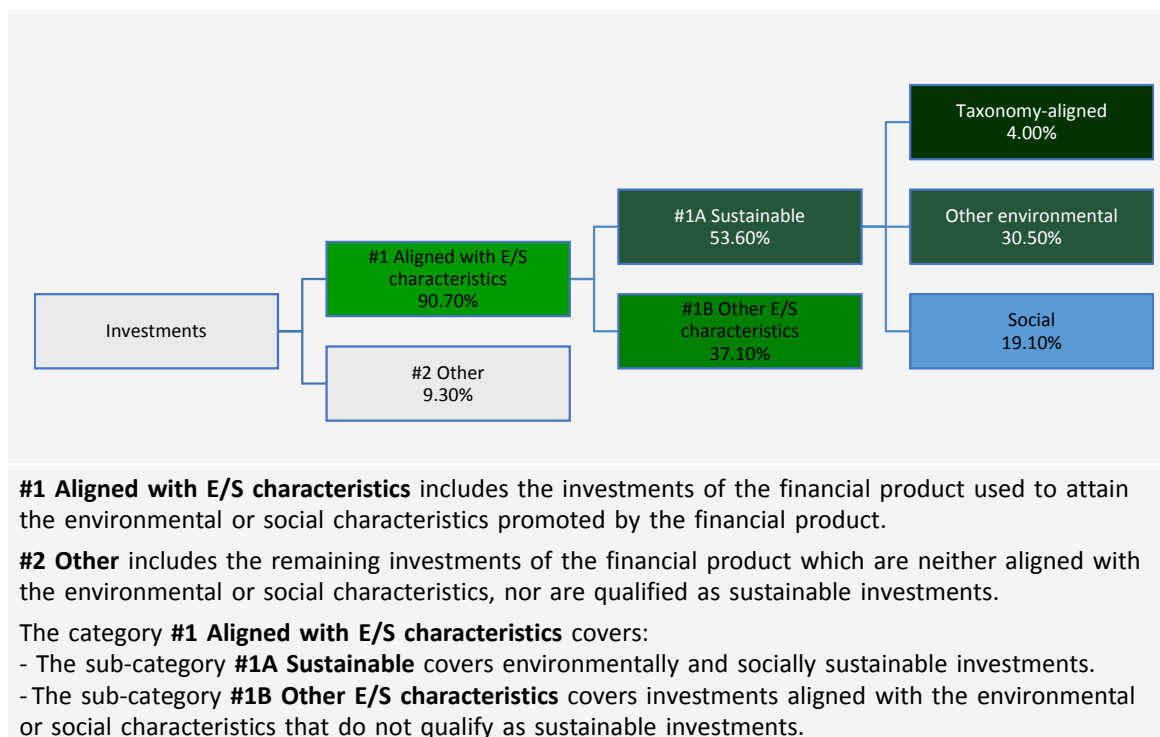 Taxonomy-aligned
4.00%
#1A Sustainable
53.60%
Other environmental
30.50%
#1 Aligned with E/S
characteristics
90.70%
Investments
#1B Other E/S
characteristics
37.10%
Social
19.10%
#2 Other
9.30%
#1 Aligned with E/S characteristics includes the investments of the financial product used to attain
the environmental or social characteristics promoted by the financial product.
#2 Other includes the remaining investments of the financial product which are neither aligned with
the environmental or social characteristics, nor are qualified as sustainable investments.
The category #1 Aligned with E/S characteristics covers:
- The sub-category #1A Sustainable covers environmentally and socially sustainable investments.
- The sub-category #1B Other E/S characteristics covers investments aligned with the environmental
or social characteristics that do not qualify as sustainable investments.